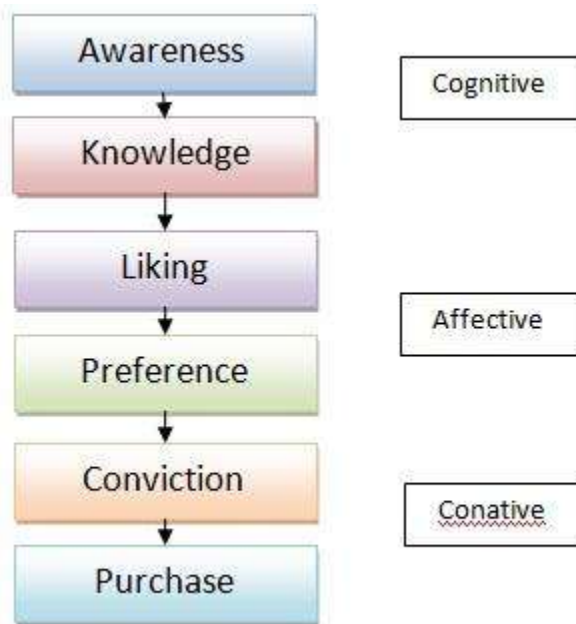 Awareness
Cognitive
Knowledge
Liking
Affective
Preference
Conviction
Conative
Purchase